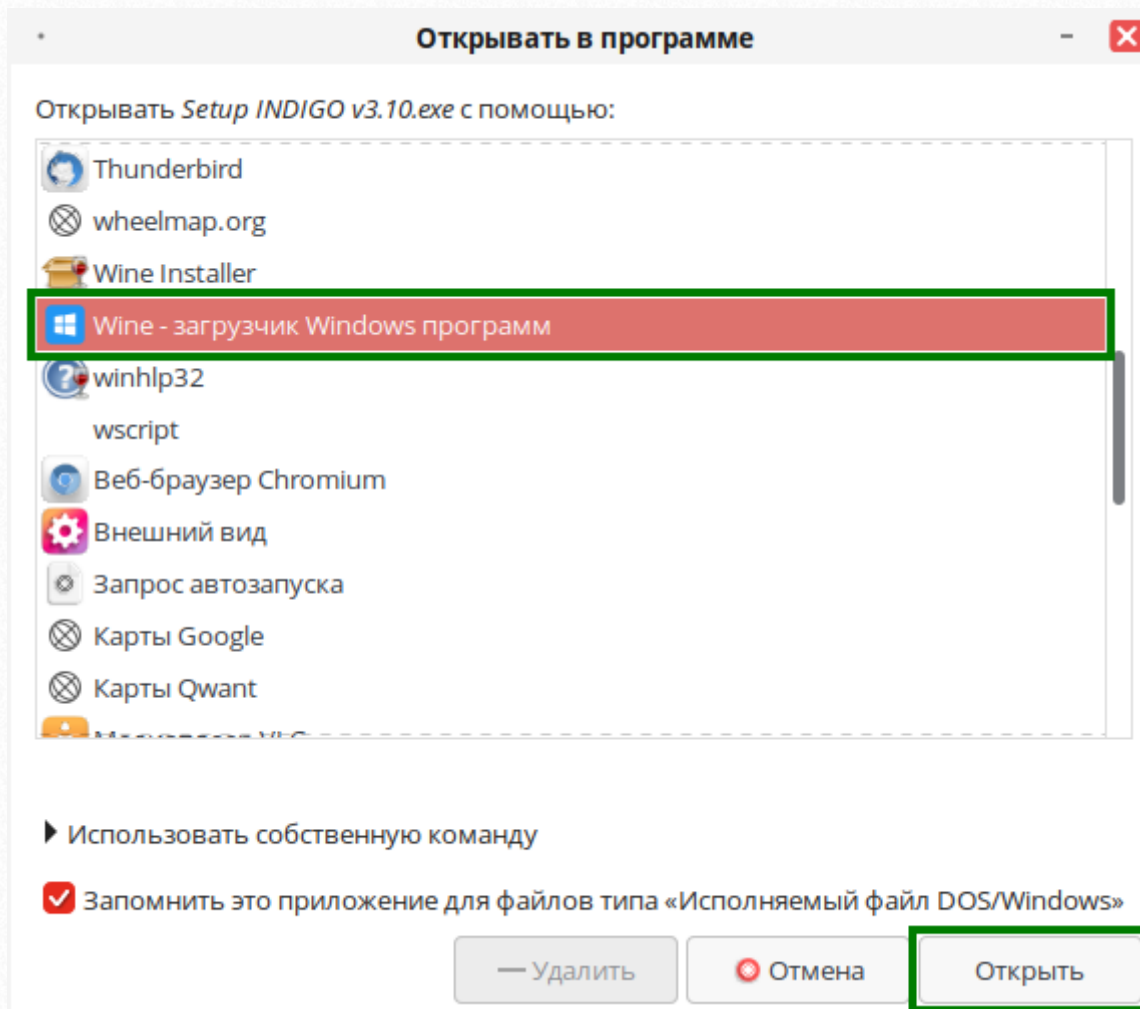 Открывать в программе
Открывать Setup INDIGO v3.10.exe с помощью:
Thunderbird
wheelmap.org
Wine Installer
Wine - загрузчик Windows программ
winhlp32
wscript
Веб-браузер Chromium
Внешний вид
Запрос автозапуска
Карты Google
Карты Qwant
Использовать собственную команду
Запомнить это приложение для файлов типа «Исполняемый файл DOS/Windows»
Удалить
Отмена
Открыть